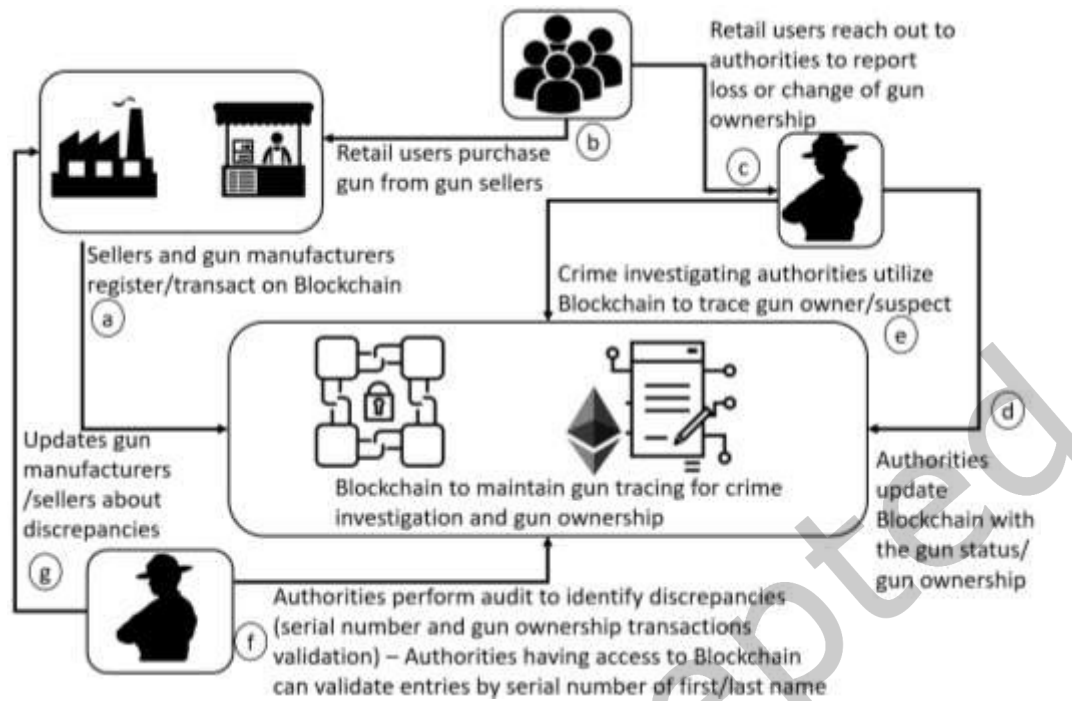 Retail users reach out to
authorities to report
loss or change of gun
ownership
b
Retail users purchase
gun from gun sellers
c
Sellers and gun manufacturers
register/transact on Blockchain
a
Crime investigating authorities utilize
Blockchain to trace gun owner/suspect
e
d
Updates gun
manufacturers
/sellers about
discrepancies
g
Blockchain to maintain gun tracing for crime
investigation and gun ownership
Authorities
update
Blockchain with
the gun status/
gun ownership
f
Authorities perform audit to identify discrepancies
(serial number and gun ownership transactions
validation) – Authorities having access to Blockchain
can validate entries by serial number of first/last name